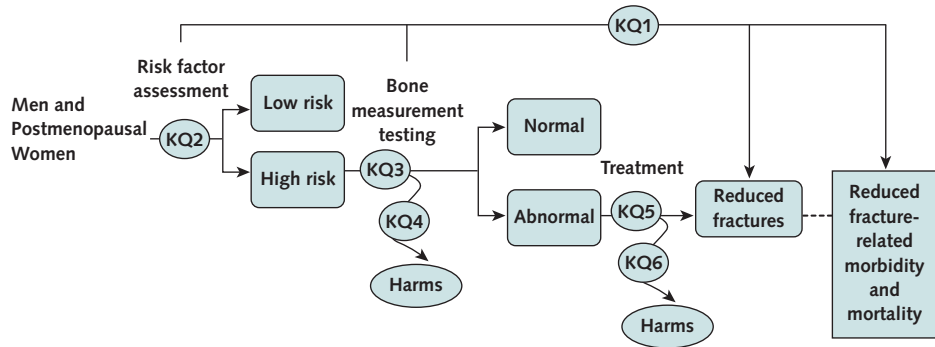 KQ1
Risk factor
assessment
Men and
Postmenopausal
Women
KQ2
Low risk
High risk
Bone
measurement
testing
KQ3
KQ4
Harms
Normal
Abnormal
Treatment
KQ5
KQ6
Harms
Reduced
fractures
Reduced
fracture-
related
morbidity
and
mortality